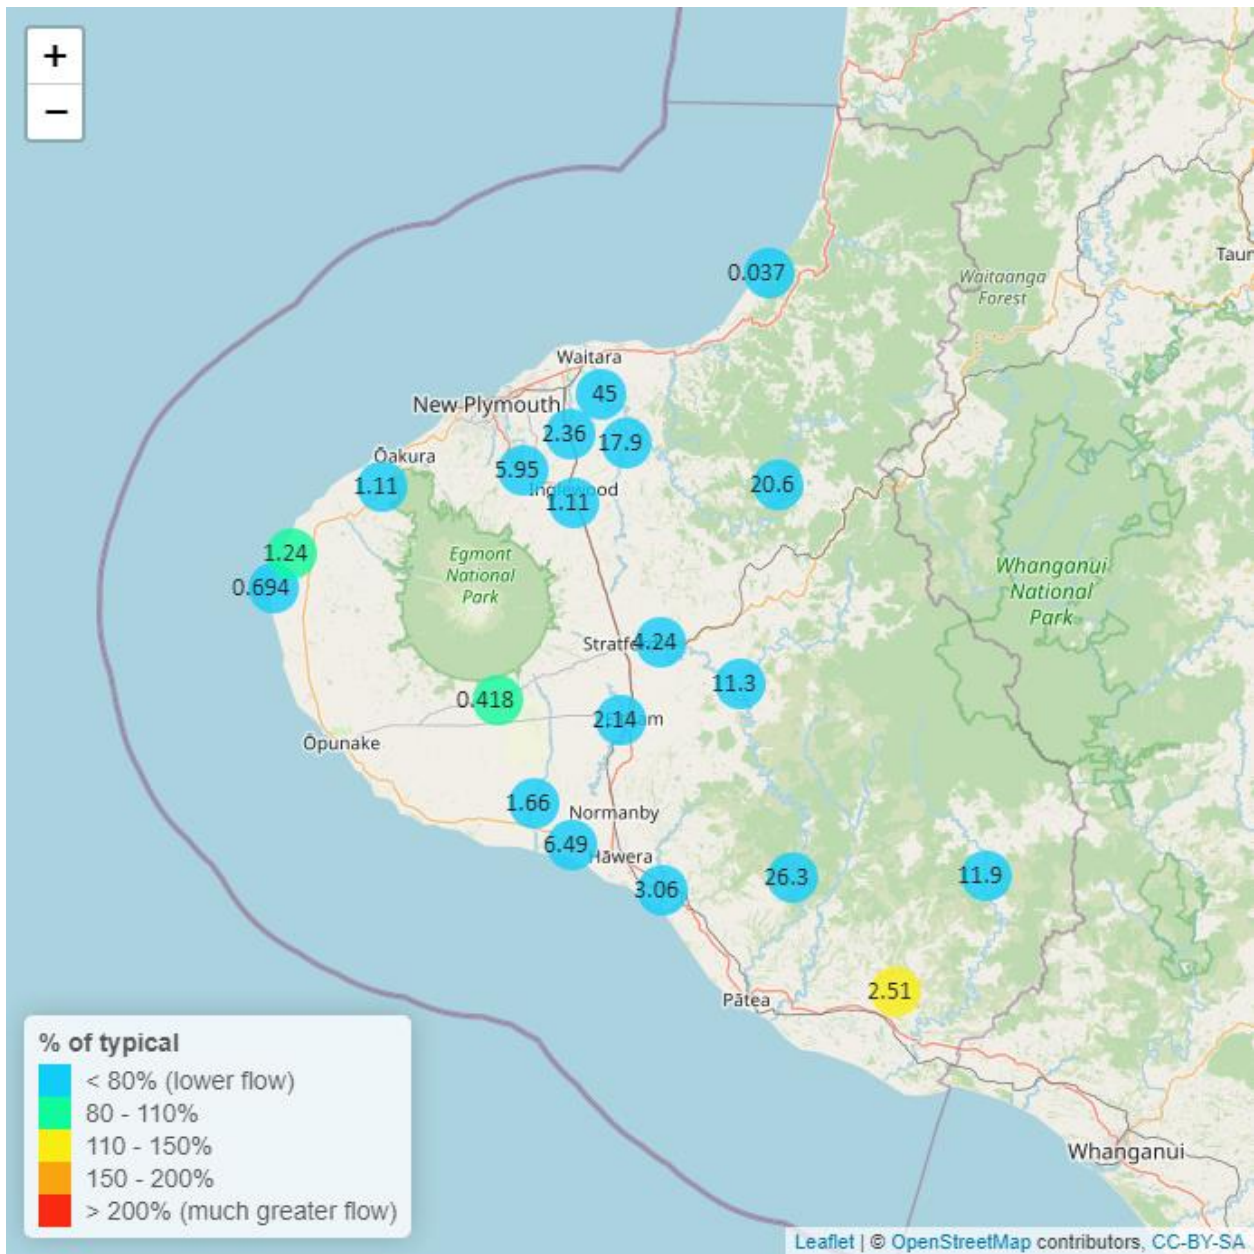 +
−
Waitaanga
Forest
Taun
0.037
Waitara
45
New Plymouth
2.36
17.9
Ōakura
5.95
20.6
1.11
Inglewood
1.11
1.24
Egmont
National
Park
Whanganui
National
Park
0.694
Stratford
4.24
11.3
0.418
2.14
Ōpunake
1.66
Normanby
6.49
Hāwera
3.06
26.3
11.9
2.51
Pātea
% of typical
< 80% (lower flow)
80 - 110%
110 - 150%
150 - 200%
> 200% (much greater flow)
Whanganui
Leaflet | © OpenStreetMap contributors, CC-BY-SA